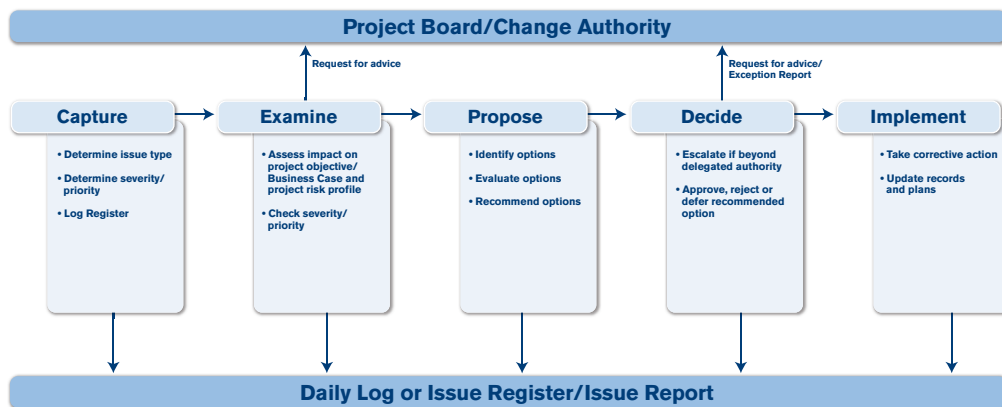 Project Board/Change Authority
Request for advice
Request for advice/
Exception Report
Capture
Examine
Propose
Decide
Implement
• Determine issue type
• Determine severity/
priority
• Log Register
• Assess impact on
project objective/
Business Case and
project risk profile
• Check severity/
priority
• Identify options
• Evaluate options
• Recommend options
• Escalate if beyond
delegated authority
• Approve, reject or
defer recommended
option
• Take corrective action
• Update records
and plans
Daily Log or Issue Register/Issue Report